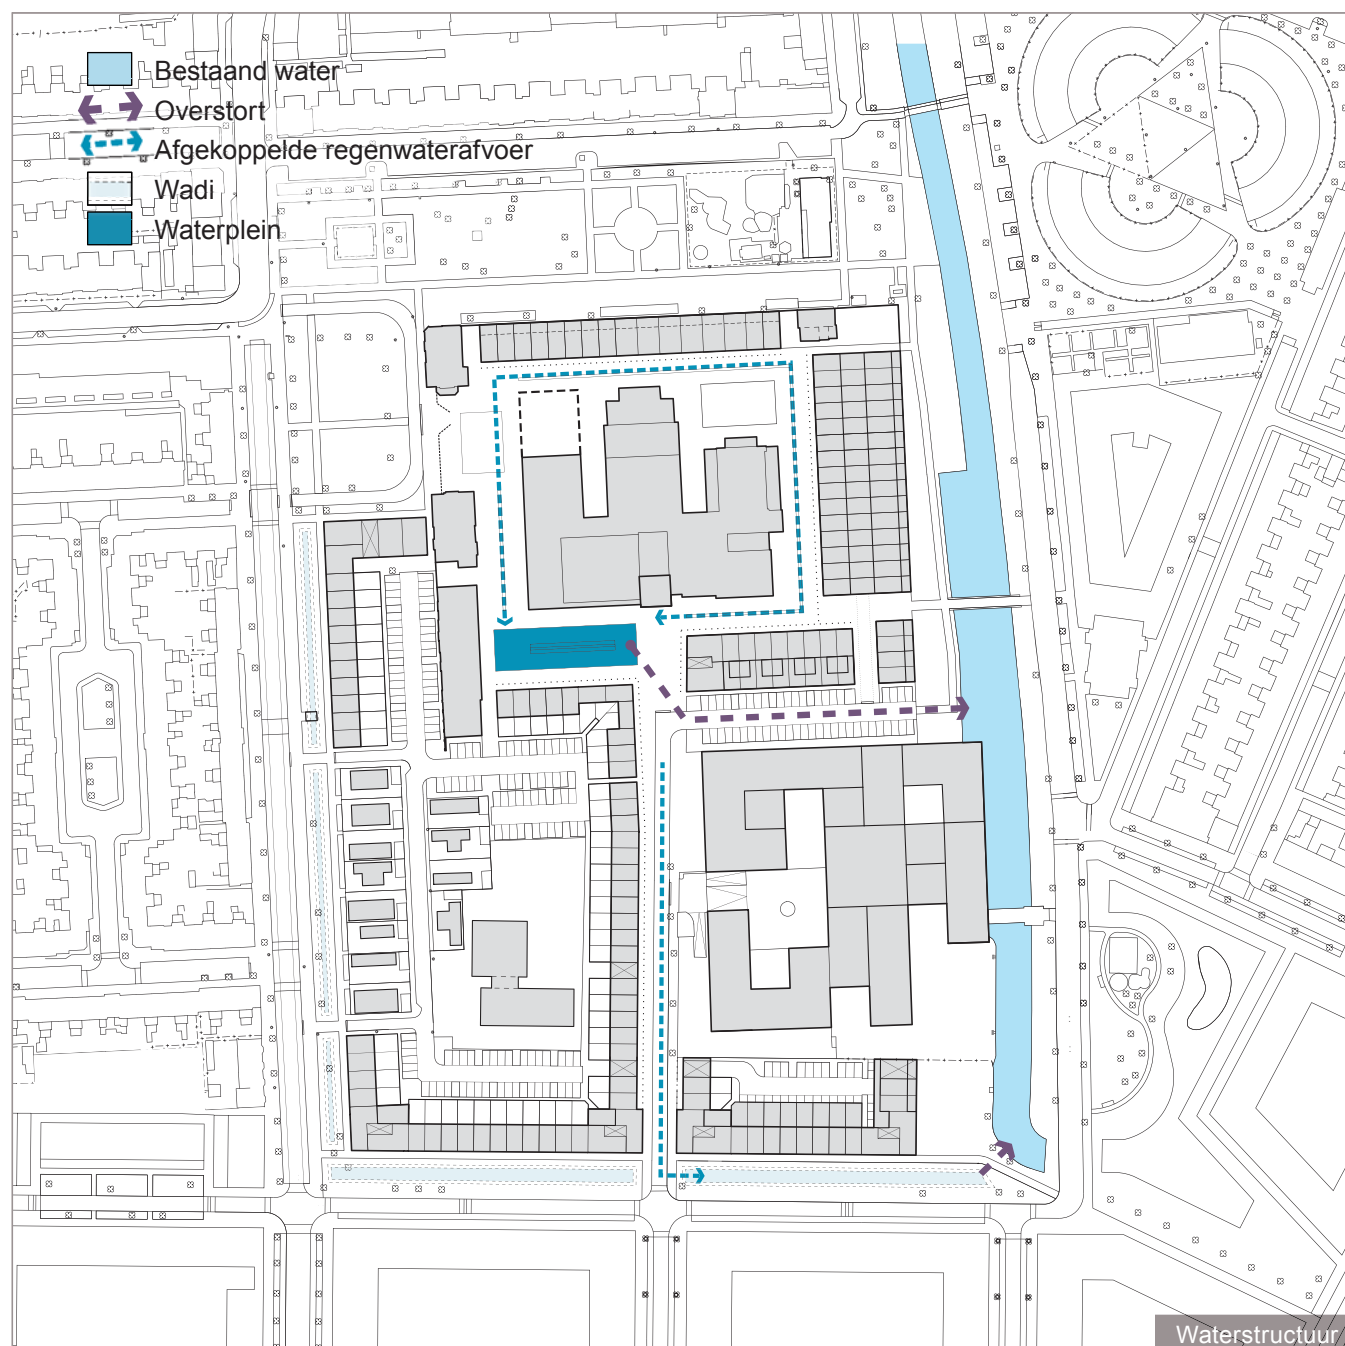 Bestaand water
Overstort
Afgekoppelde regenwaterafvoer
Wadi
Waterplein
Waterstructuur